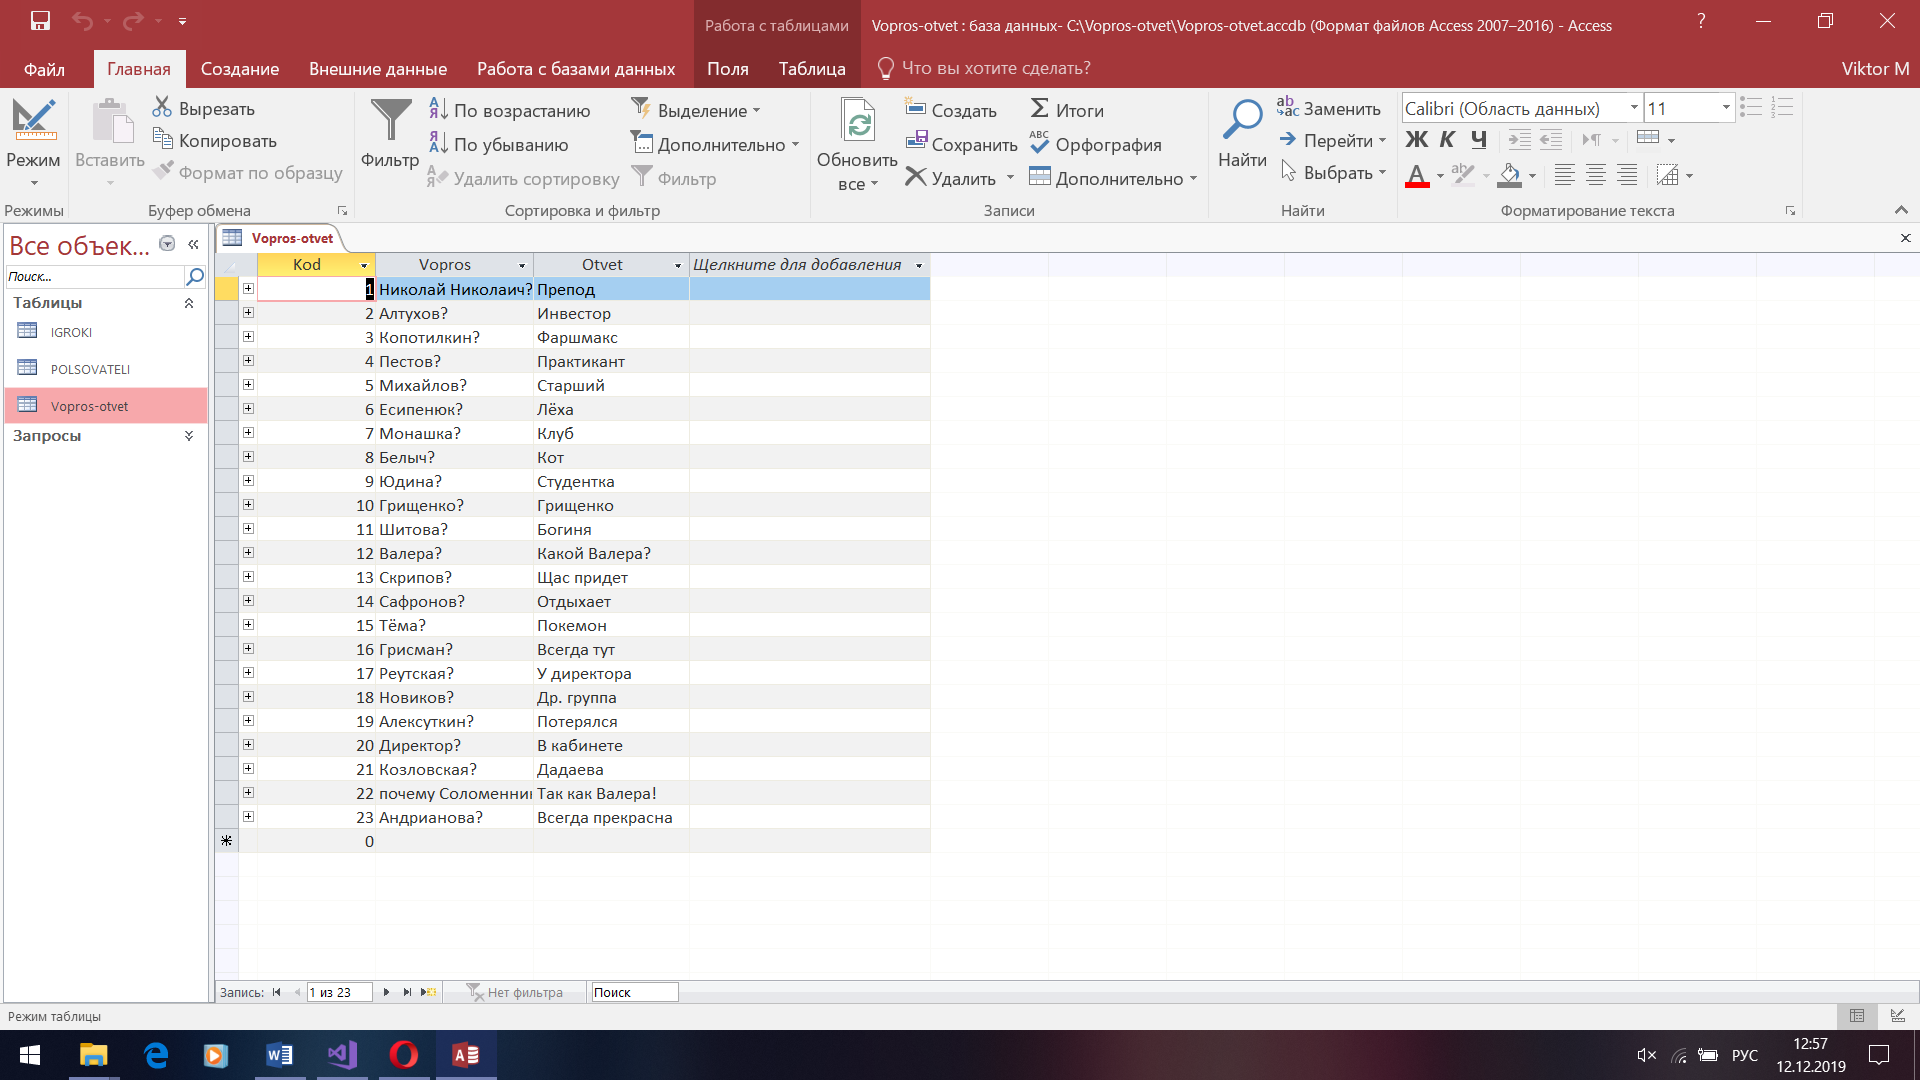 Работа с таблицами
Vopros-otvet : база данных- C:\Vopros-otvet\Vopros-otvet.accdb (Формат файлов Access 2007–2016) - Access
?
Файл Главная Создание Внешние данные Работа с базами данных Поля Таблица Что вы хотите сделать? Viktor M
Режим
Режимы
Вставить
Вырезать
Копировать
Формат по образцу
Буфер обмена
Фильтр
По возрастанию
По убыванию
Удалить сортировку
Выделение
Дополнительно
Фильтр
Сортировка и фильтр
Обновить
все
Создать
Сохранить
Удалить
Итоги
Орфография
Дополнительно
Записи
Найти
Заменить
Перейти
Выбрать
Найти
Calibri (Область данных) 11
Ж К Ч
Форматирование текста
Все объек...
Поиск...
Таблицы
IGROKI
POLSOVATELI
Vopros-otvet
Запросы
Vopros-otvet
Kod Vopros Otvet Щелкните для добавления
1 Николай Николаич? Препод
2 Алтухов? Инвестор
3 Копотилкин? Фаршмакс
4 Пестов? Практикант
5 Михайлов? Старший
6 Есипенюк? Лёха
7 Монашка? Клуб
8 Белыч? Кот
9 Юдина? Студентка
10 Грищенко? Грищенко
11 Шитова? Богиня
12 Валера? Какой Валера?
13 Скрипов? Щас придет
14 Сафронов? Отдыхает
15 Тёма? Покемон
16 Грисман? Всегда тут
17 Реутская? У директора
18 Новиков? Др. группа
19 Алексуткин? Потерялся
20 Директор? В кабинете
21 Козловская? Дадаева
22 почему Соломенни Так как Валера!
23 Андрианова? Всегда прекрасна
0
Запись: 1 из 23 Нет фильтра Поиск
Режим таблицы
РУС
12:57
12.12.2019